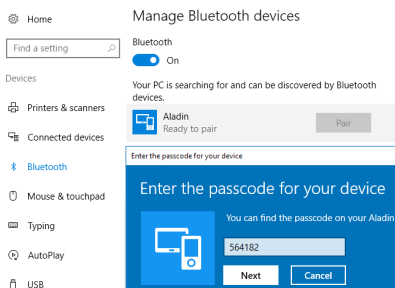 Home
Find a setting
Devices
Printers & scanners
Connected devices
Bluetooth
Mouse & touchpad
Typing
AutoPlay
USB
Manage Bluetooth devices
Bluetooth
On
Your PC is searching for and can be discovered by Bluetooth
devices.
Aladin
Ready to pair
Pair
Enter the passcode for your device
Enter the passcode for your device
You can find the passcode on your Aladin
564182
Next
Cancel